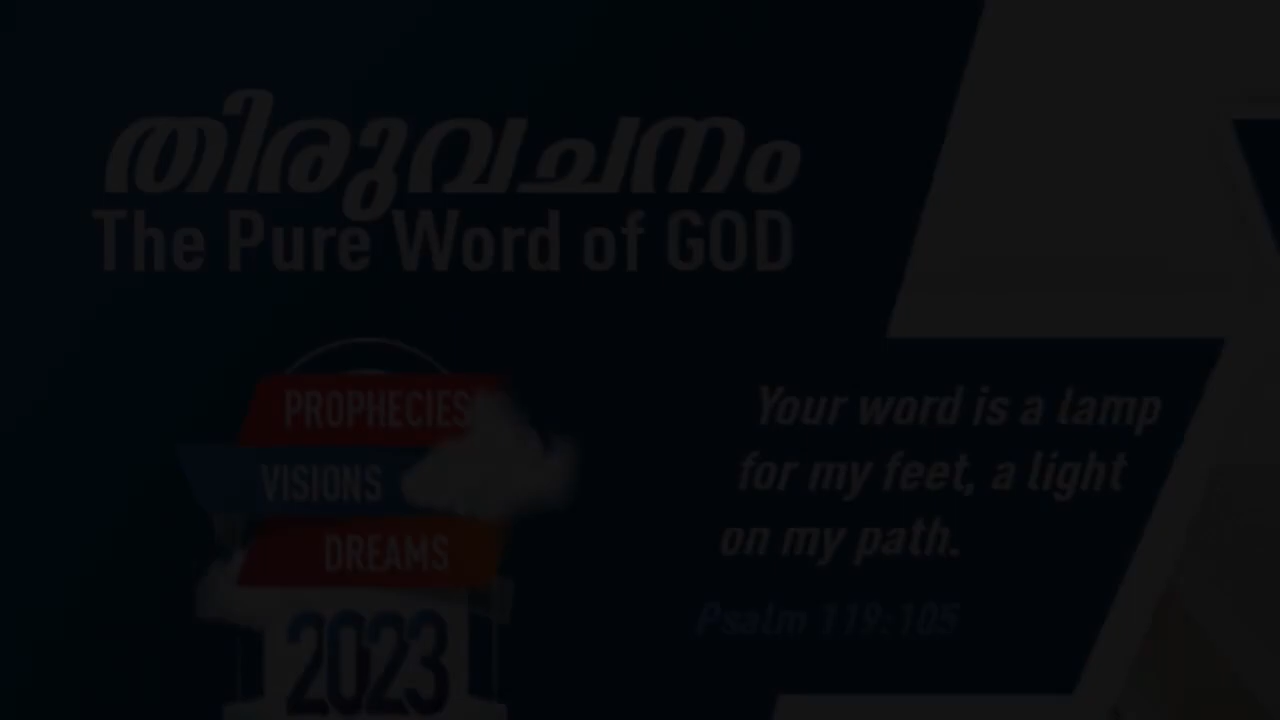 തിരുവചനം
The Pure Word of GOD
PROPHECIES
VISIONS
DREAMS
2023
Your word is a lamp
for my feet, a light
on my path.
Psalm 119:105